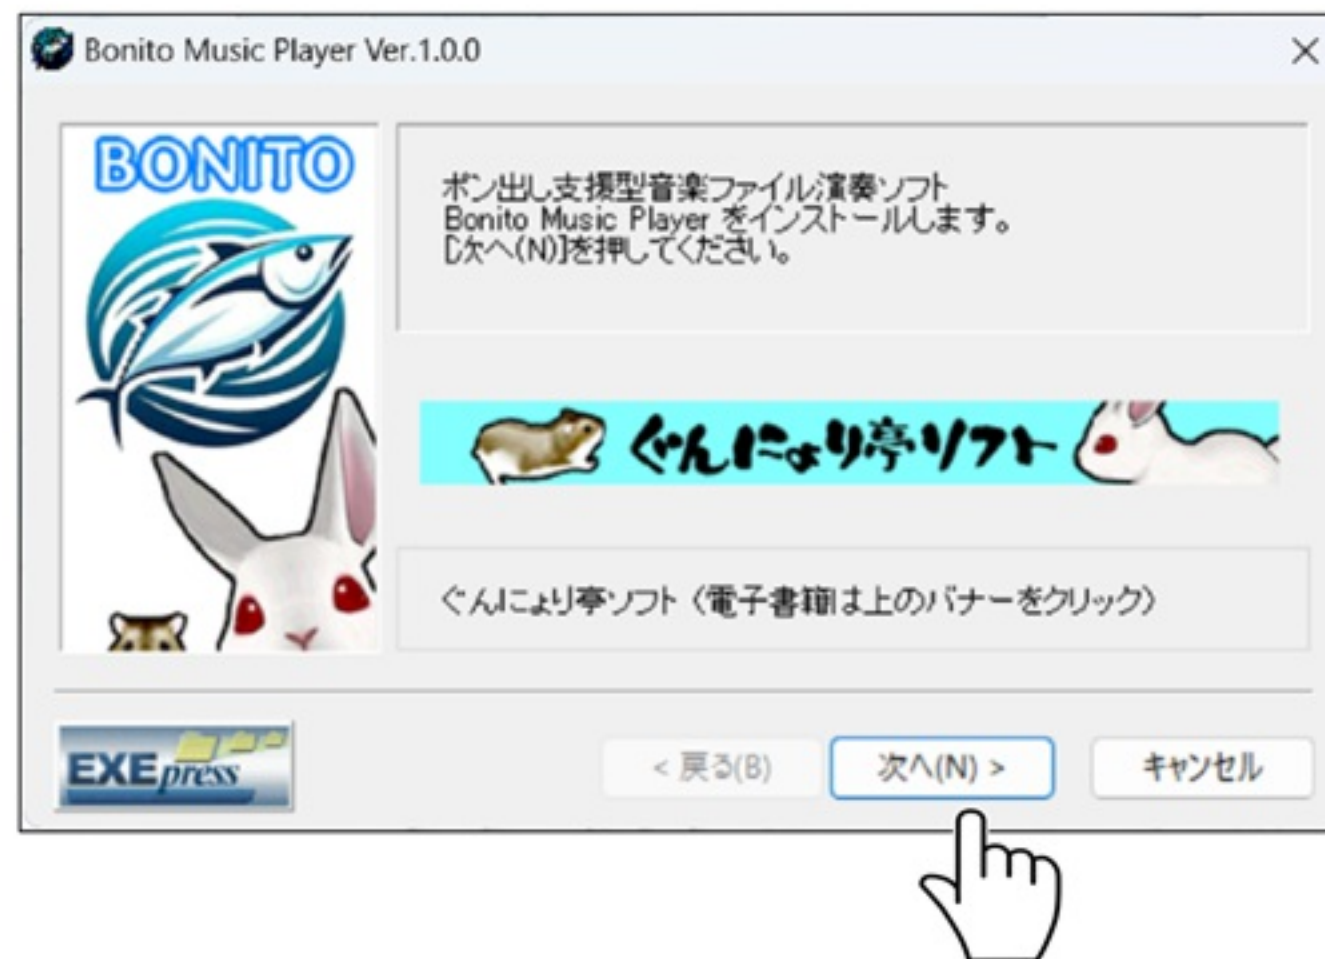 Bonito Music Player Ver.1.0.0
BONITO
ポン出し支援型音楽ファイル演奏ソフト
Bonito Music Player をインストールします。
[次へ(N)]を押してください。
ぐんにょり亭ソフト
ぐんにょり亭ソフト（電子書籍は上のバナーをクリック）
EXEpress
< 戻る(B)
次へ(N) >
キャンセル